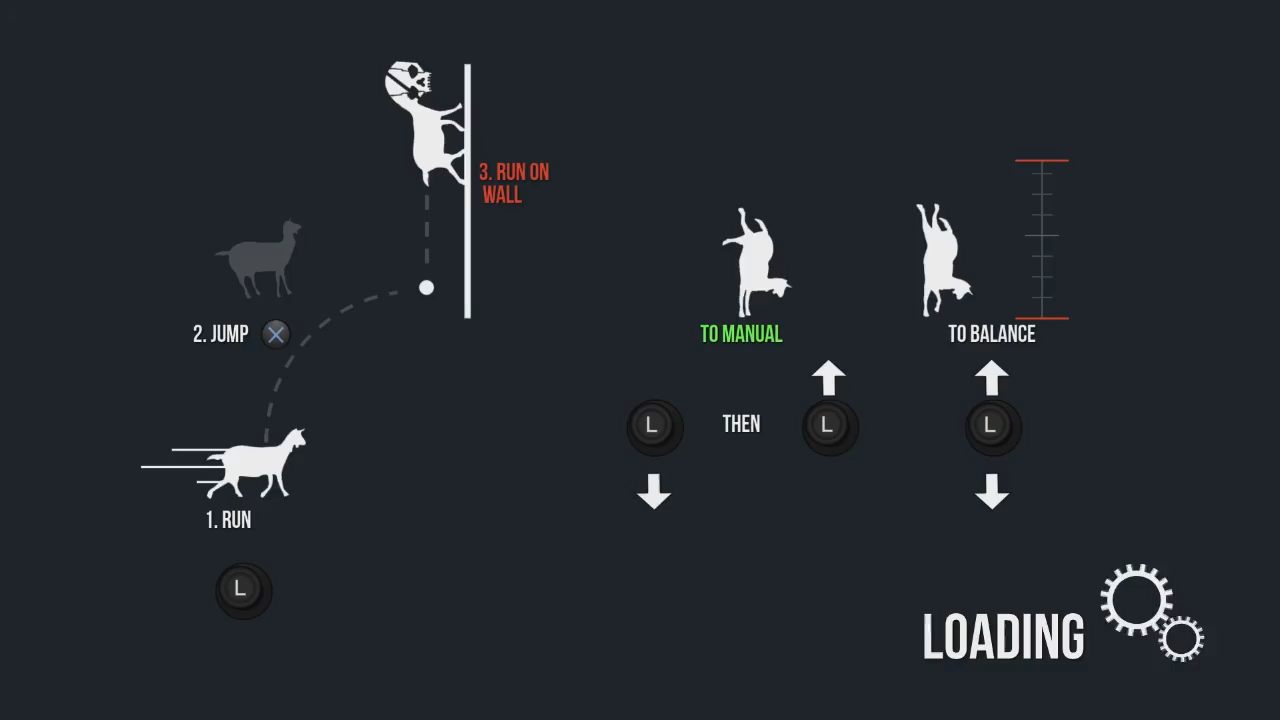 3. RUN ON
WALL
2. JUMP
1. RUN
L
TO MANUAL
L
THEN
L
TO BALANCE
L
LOADING